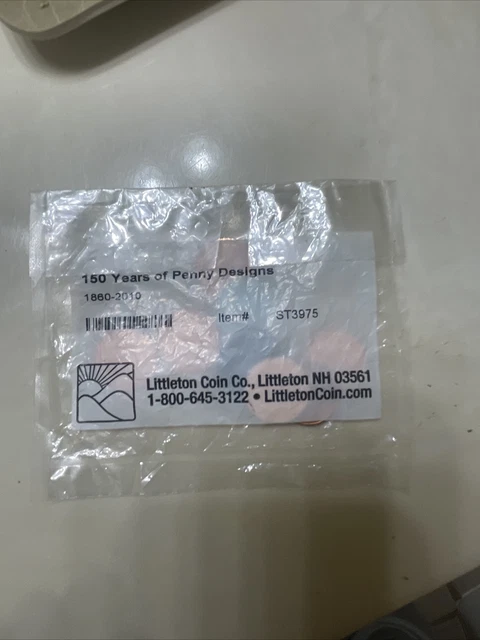 150 Years of Penny Designs
1860-2010
Item# ST3975
Littleton Coin Co., Littleton NH 03561
1-800-645-3122 • LittletonCoin.com